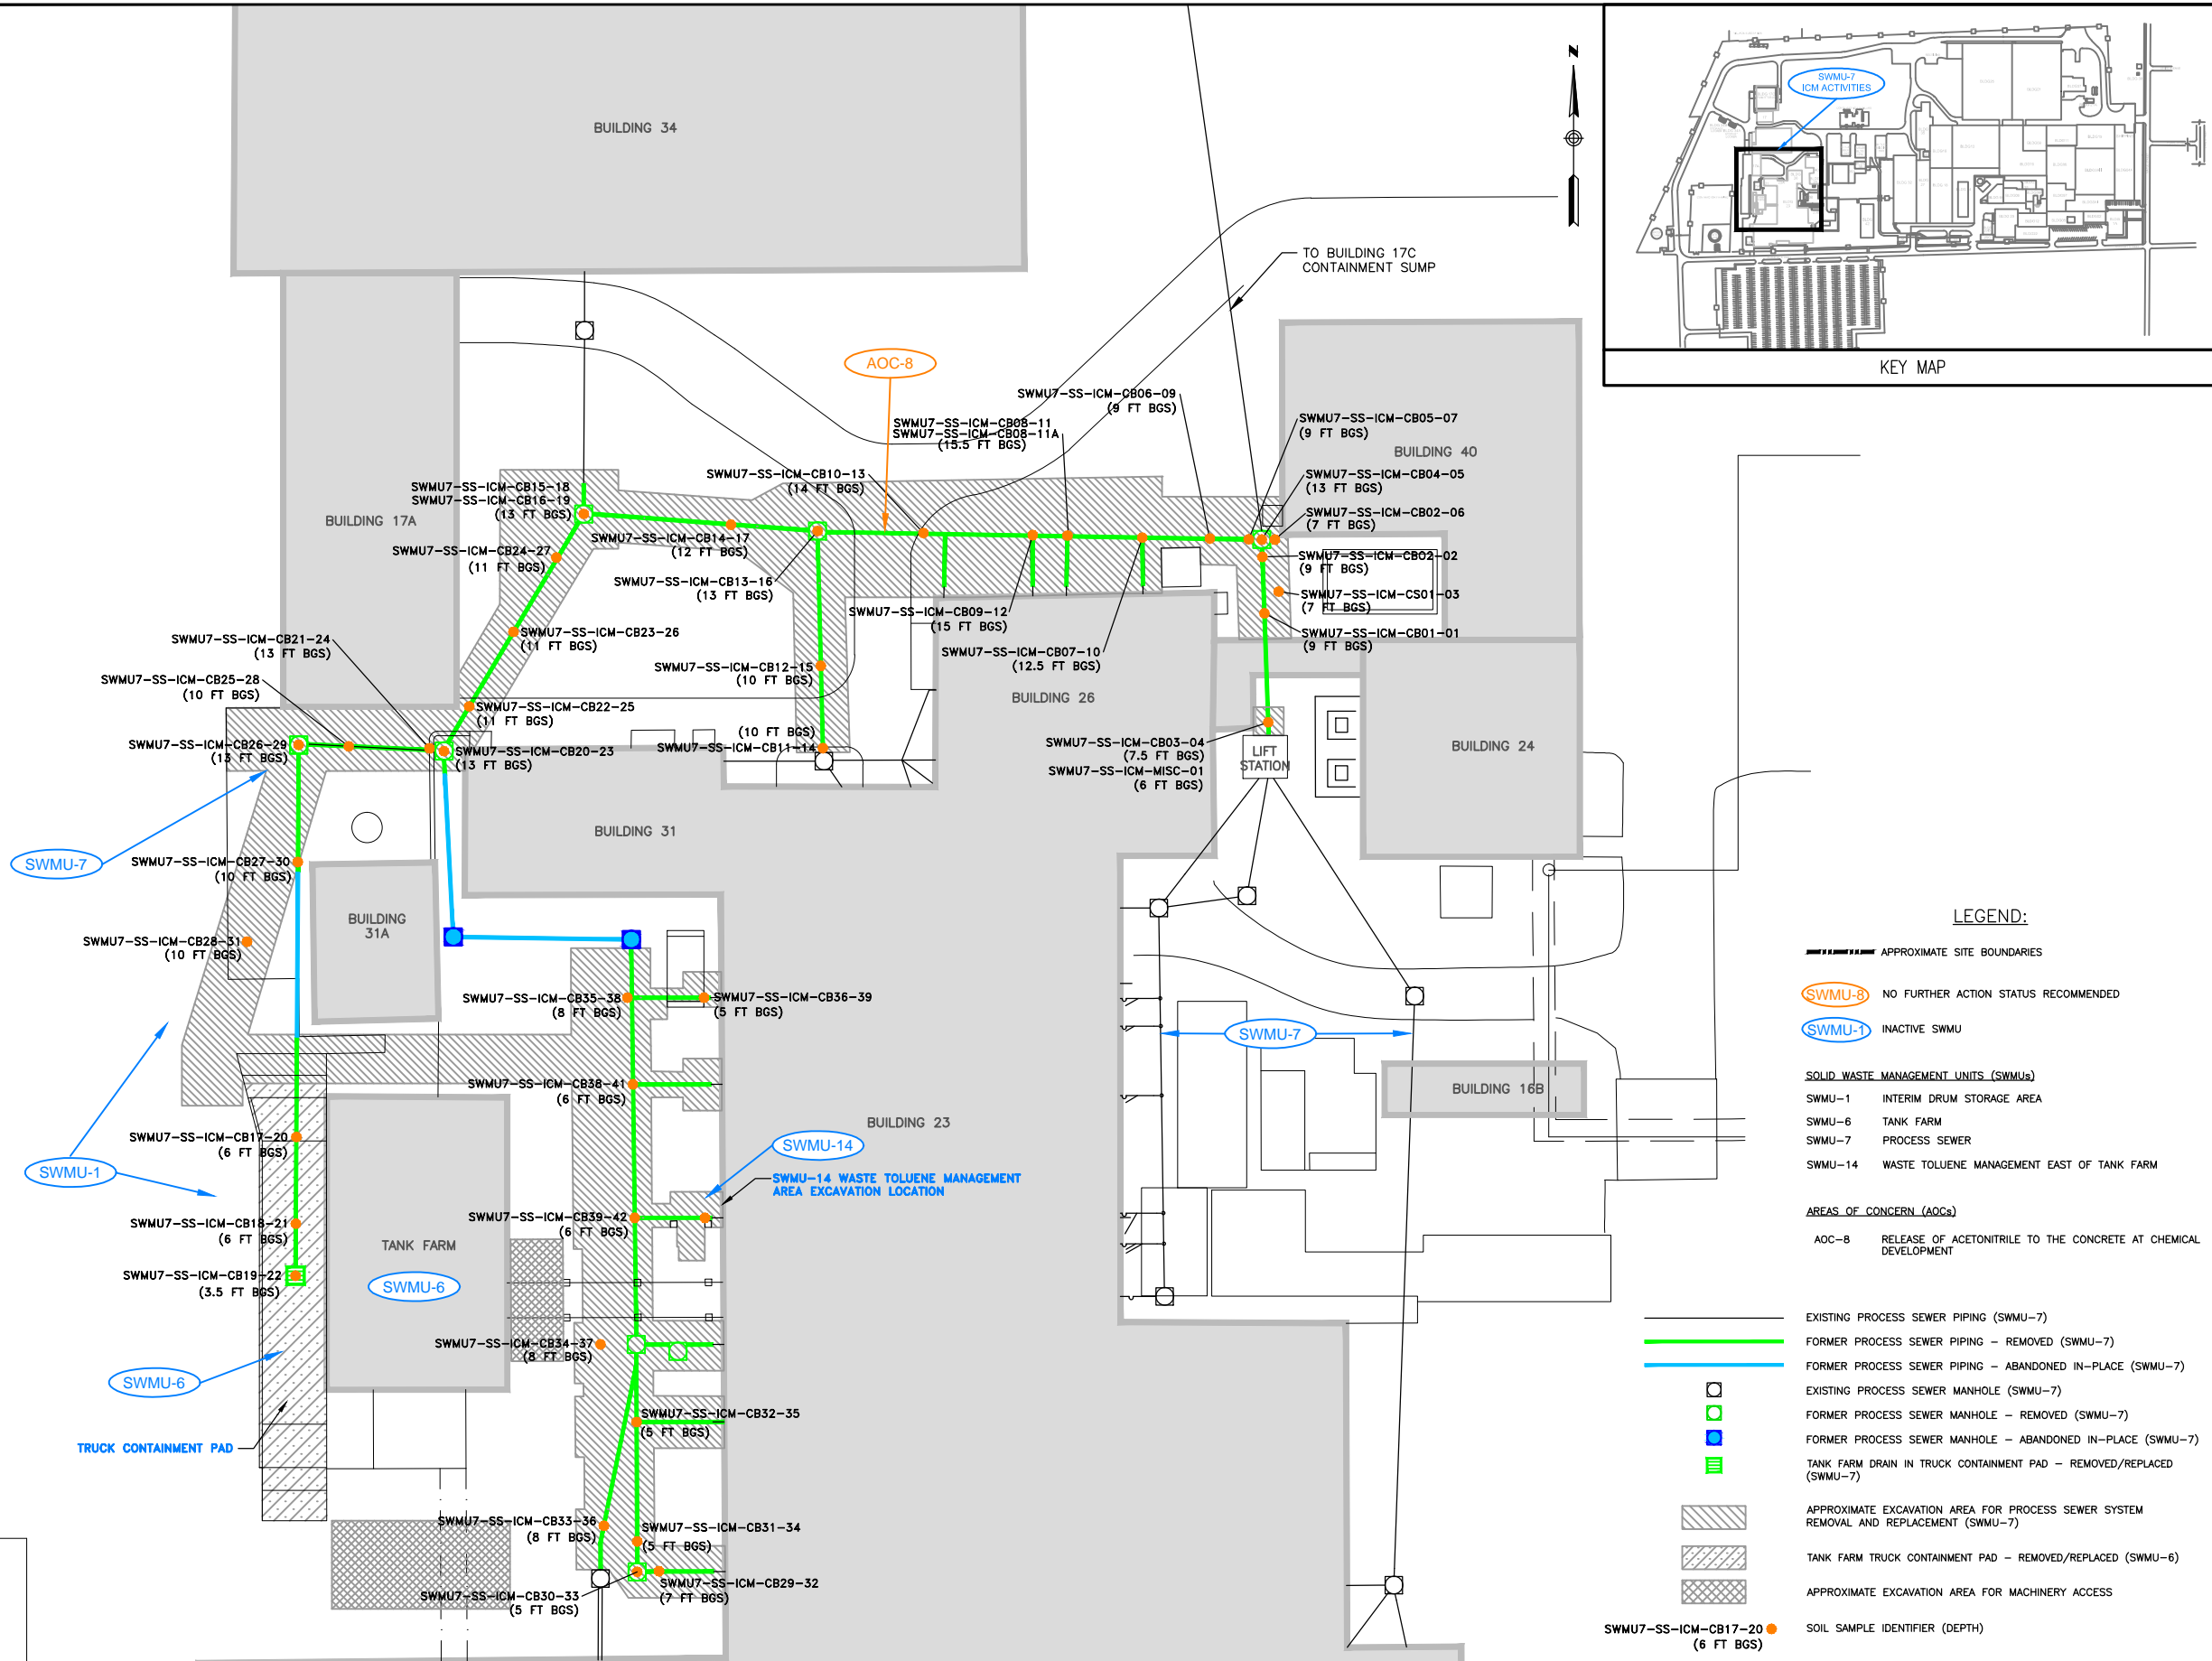 BUILDING 34
N
SWMU-7
ICM ACTIVITIES
KEY MAP
TO BUILDING 17C
CONTAINMENT SUMP
AOC-8
SWMU7-SS-ICM-CB06-09
(9 FT BGS)
SWMU7-SS-ICM-CB08-11
SWMU7-SS-ICM-CB08-11A
(15.5 FT BGS)
SWMU7-SS-ICM-CB05-07
(9 FT BGS)
BUILDING 40
SWMU7-SS-ICM-CB10-13
(14 FT BGS)
SWMU7-SS-ICM-CB04-05
(13 FT BGS)
SWMU7-SS-ICM-CB15-18
SWMU7-SS-ICM-CB16-19
(13 FT BGS)
BUILDING 17A
SWMU7-SS-ICM-CB02-06
(7 FT BGS)
SWMU7-SS-ICM-CB14-17
(12 FT BGS)
SWMU7-SS-ICM-CB24-27
(11 FT BGS)
SWMU7-SS-ICM-CB02-02
(9 FT BGS)
SWMU7-SS-ICM-CB13-16
(13 FT BGS)
SWMU7-SS-ICM-CS01-03
(7 FT BGS)
SWMU7-SS-ICM-CB09-12
(15 FT BGS)
SWMU7-SS-ICM-CB23-26
(11 FT BGS)
SWMU7-SS-ICM-CB01-01
(9 FT BGS)
SWMU7-SS-ICM-CB21-24
(13 FT BGS)
SWMU7-SS-ICM-CB07-10
(12.5 FT BGS)
SWMU7-SS-ICM-CB12-15
(10 FT BGS)
SWMU7-SS-ICM-CB25-28
(10 FT BGS)
BUILDING 26
SWMU7-SS-ICM-CB22-25
(11 FT BGS)
(10 FT BGS)
SWMU7-SS-ICM-CB11-14
SWMU7-SS-ICM-CB26-29
(13 FT BGS)
SWMU7-SS-ICM-CB20-23
(13 FT BGS)
SWMU7-SS-ICM-CB03-04
(7.5 FT BGS)
SWMU7-SS-ICM-MISC-01
(6 FT BGS)
LIFT
STATION
BUILDING 24
BUILDING 31
SWMU-7
SWMU7-SS-ICM-CB27-30
(10 FT BGS)
BUILDING
31A
SWMU7-SS-ICM-CB28-31
(10 FT BGS)
SWMU7-SS-ICM-CB35-38
(8 FT BGS)
SWMU7-SS-ICM-CB36-39
(5 FT BGS)
SWMU-7
SWMU7-SS-ICM-CB38-41
(6 FT BGS)
BUILDING 16B
BUILDING 23
SWMU7-SS-ICM-CB17-20
(6 FT BGS)
SWMU-14
SWMU-1
SWMU-14 WASTE TOLUENE MANAGEMENT
AREA EXCAVATION LOCATION
SWMU7-SS-ICM-CB18-21
(6 FT BGS)
SWMU7-SS-ICM-CB39-42
(6 FT BGS)
TANK FARM
SWMU-6
SWMU7-SS-ICM-CB19-22
(3.5 FT BGS)
SWMU7-SS-ICM-CB34-37
(8 FT BGS)
SWMU-6
SWMU7-SS-ICM-CB32-35
(5 FT BGS)
TRUCK CONTAINMENT PAD
SWMU7-SS-ICM-CB33-36
(8 FT BGS)
SWMU7-SS-ICM-CB31-34
(5 FT BGS)
SWMU7-SS-ICM-CB29-32
(7 FT BGS)
SWMU7-SS-ICM-CB30-33
(5 FT BGS)
LEGEND:
APPROXIMATE SITE BOUNDARIES
SWMU-8 NO FURTHER ACTION STATUS RECOMMENDED
SWMU-1 INACTIVE SWMU
SOLID WASTE MANAGEMENT UNITS (SWMUs)
SWMU-1 INTERIM DRUM STORAGE AREA
SWMU-6 TANK FARM
SWMU-7 PROCESS SEWER
SWMU-14 WASTE TOLUENE MANAGEMENT EAST OF TANK FARM
AREAS OF CONCERN (AOCs)
AOC-8 RELEASE OF ACETONITRILE TO THE CONCRETE AT CHEMICAL
DEVELOPMENT
EXISTING PROCESS SEWER PIPING (SWMU-7)
FORMER PROCESS SEWER PIPING - REMOVED (SWMU-7)
FORMER PROCESS SEWER PIPING - ABANDONED IN-PLACE (SWMU-7)
EXISTING PROCESS SEWER MANHOLE (SWMU-7)
FORMER PROCESS SEWER MANHOLE - REMOVED (SWMU-7)
FORMER PROCESS SEWER MANHOLE - ABANDONED IN-PLACE (SWMU-7)
TANK FARM DRAIN IN TRUCK CONTAINMENT PAD - REMOVED/REPLACED
(SWMU-7)
APPROXIMATE EXCAVATION AREA FOR PROCESS SEWER SYSTEM
REMOVAL AND REPLACEMENT (SWMU-7)
TANK FARM TRUCK CONTAINMENT PAD - REMOVED/REPLACED (SWMU-6)
APPROXIMATE EXCAVATION AREA FOR MACHINERY ACCESS
SWMU7-SS-ICM-CB17-20
(6 FT BGS)
SOIL SAMPLE IDENTIFIER (DEPTH)